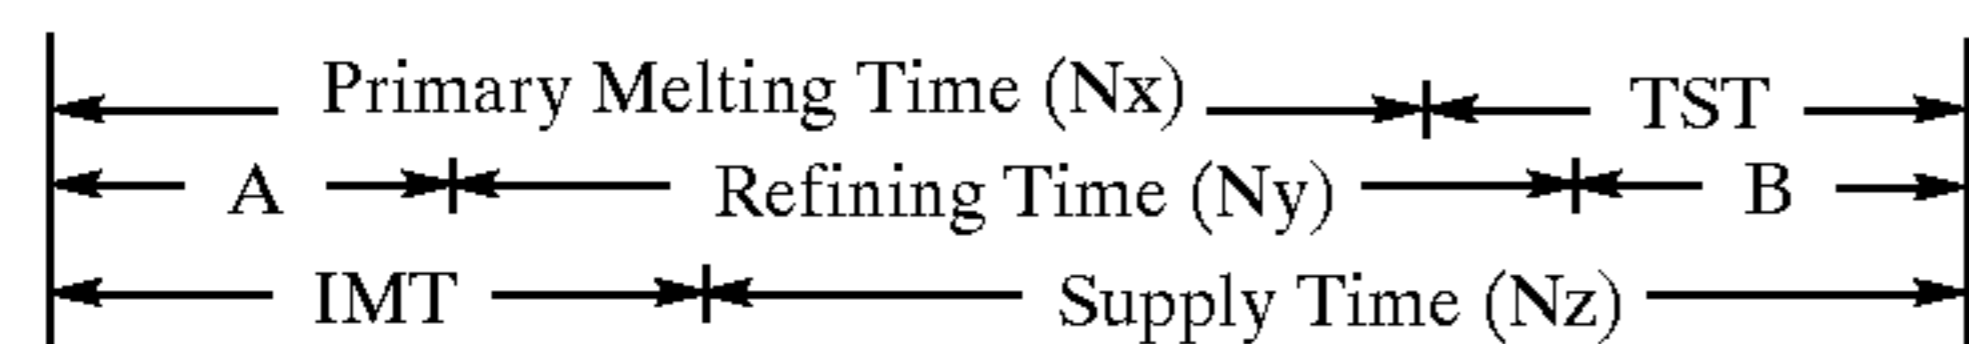 Primary Melting Time (Nx) TST
A Refining Time (Ny) B
IMT Supply Time (Nz)